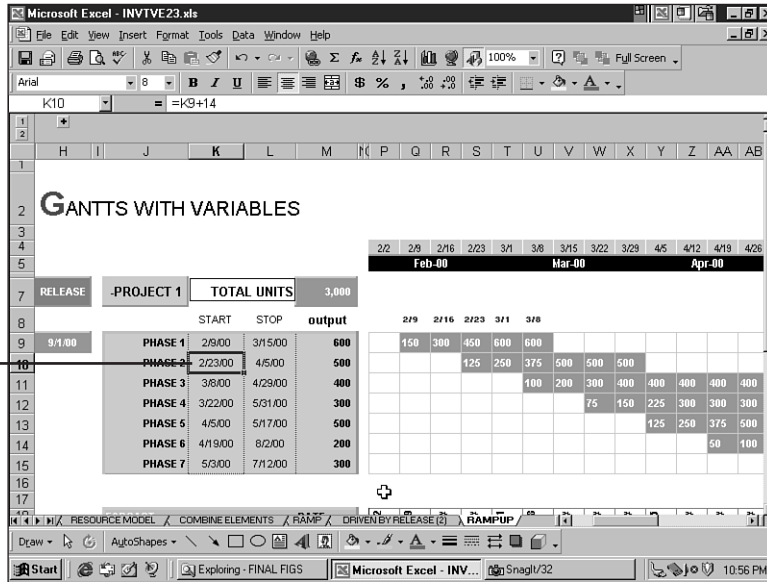 Microsoft Excel - INVTVE23.xls
File Edit View Insert Format Tools Data Window Help
100% Full Screen
Arial 8 B I U $ % ,
K10 = =K9+14
1
2
H I J K L M P Q R S T U V W X Y Z AA AB
1
2 GANTTS WITH VARIABLES
3
4 2/2 2/9 2/16 2/23 3/1 3/8 3/15 3/22 3/29 4/5 4/12 4/19 4/26
5 Feb-00 Mar-00 Apr-00
7 RELEASE -PROJECT 1 TOTAL UNITS 3,000
8 START STOP output 2/9 2/16 2/23 3/1 3/8
9 9/1/00 PHASE 1 2/9/00 3/15/00 600 150 300 450 600 600
10 PHASE 2 2/23/00 4/5/00 500 125 250 375 500 500 500
11 PHASE 3 3/8/00 4/29/00 400 100 200 300 400 400 400 400 400
12 PHASE 4 3/22/00 5/31/00 300 75 150 225 300 300 300
13 PHASE 5 4/5/00 5/17/00 500 125 250 375 500
14 PHASE 6 4/19/00 8/2/00 200 50 100
15 PHASE 7 5/3/00 7/12/00 300
16
17
RESOURCE MODEL COMBINE ELEMENTS RAMP DRIVEN BY RELEASE (2) RAMPUP
Draw AutoShapes
Start Exploring - FINAL FIGS Microsoft Excel - INV... SnagIt/32 10:56 PM